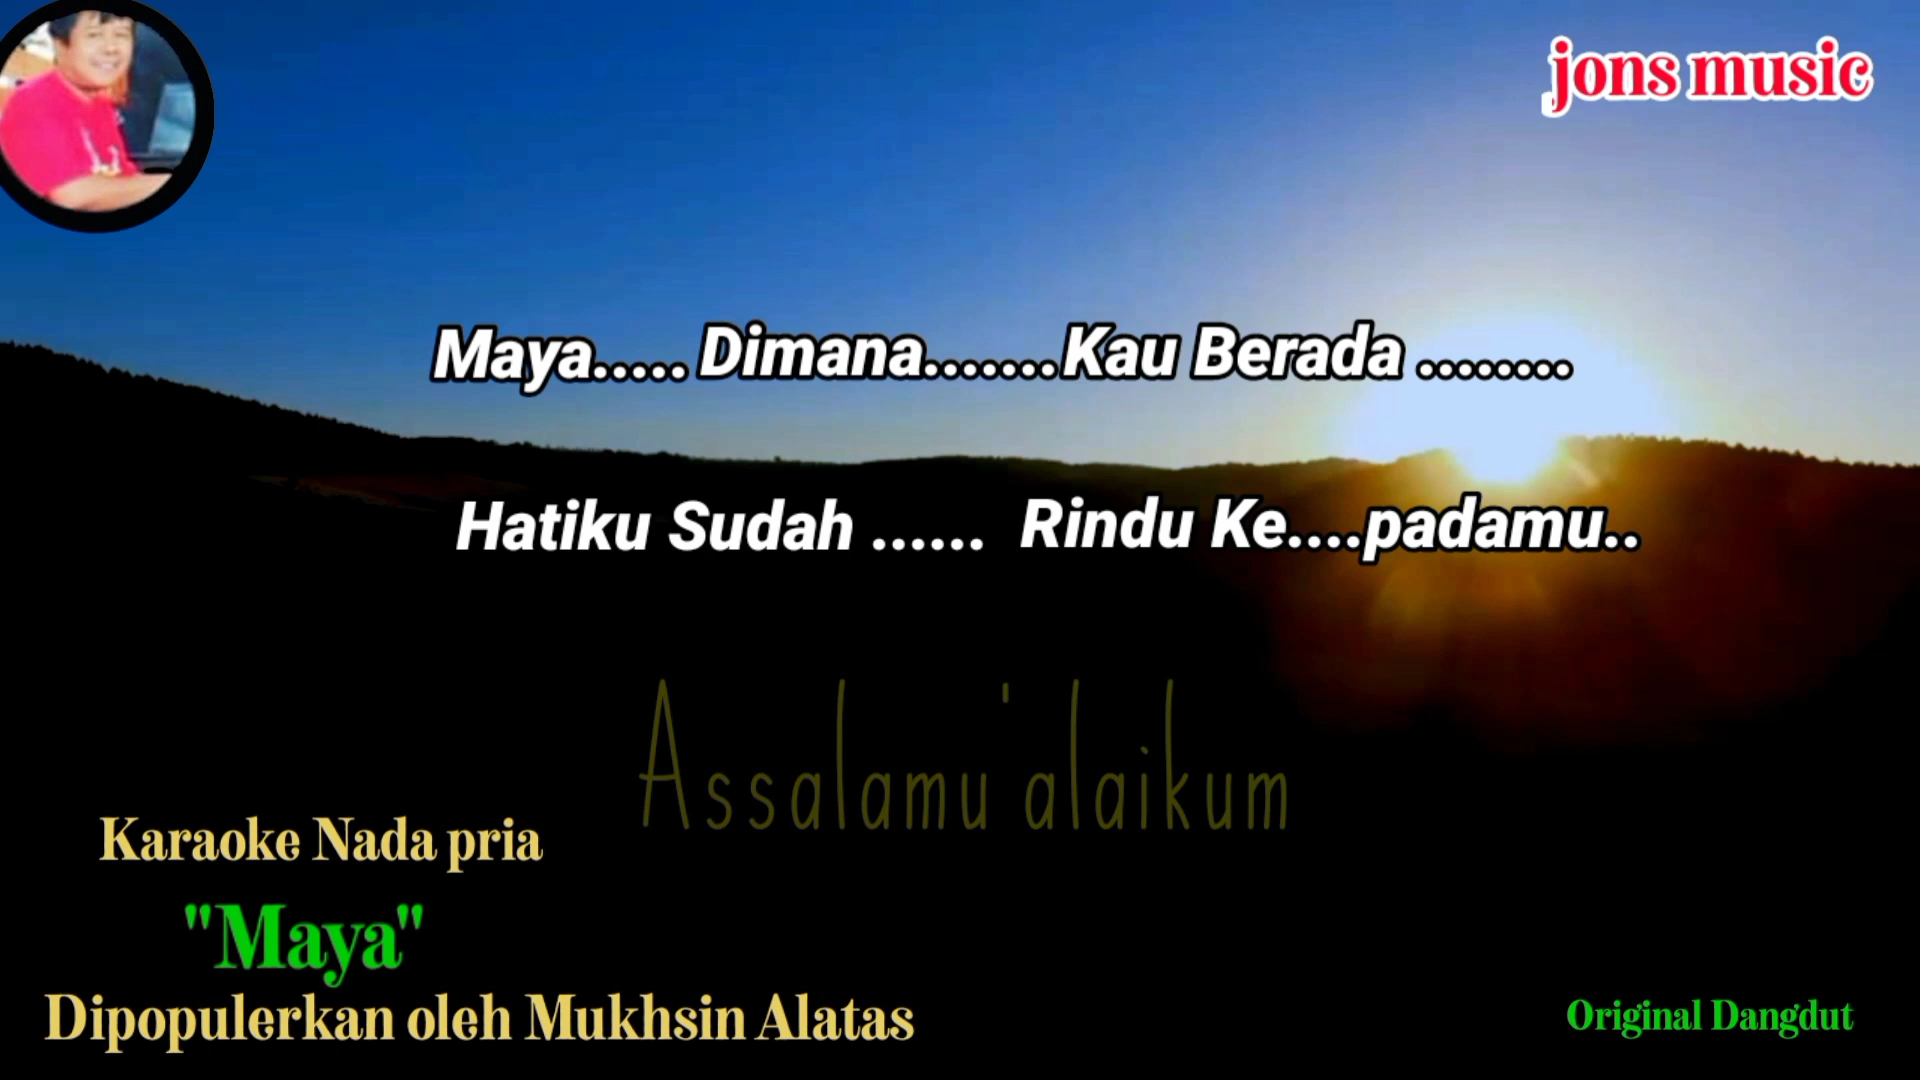 jons music
Maya..... Dimana.......Kau Berada ........
Hatiku Sudah ...... Rindu Ke....padamu..
Assalamu'alaikum
Karaoke Nada pria
"Maya"
Dipopulerkan oleh Mukhsin Alatas
Original Dangdut